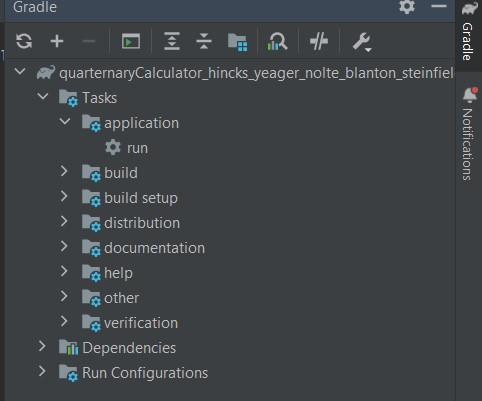 Gradle
quarternaryCalculator_hincks_yeager_nolte_blanton_steinfiel
Tasks
application
run
build
build setup
distribution
documentation
help
other
verification
Dependencies
Run Configurations
Gradle
Notifications